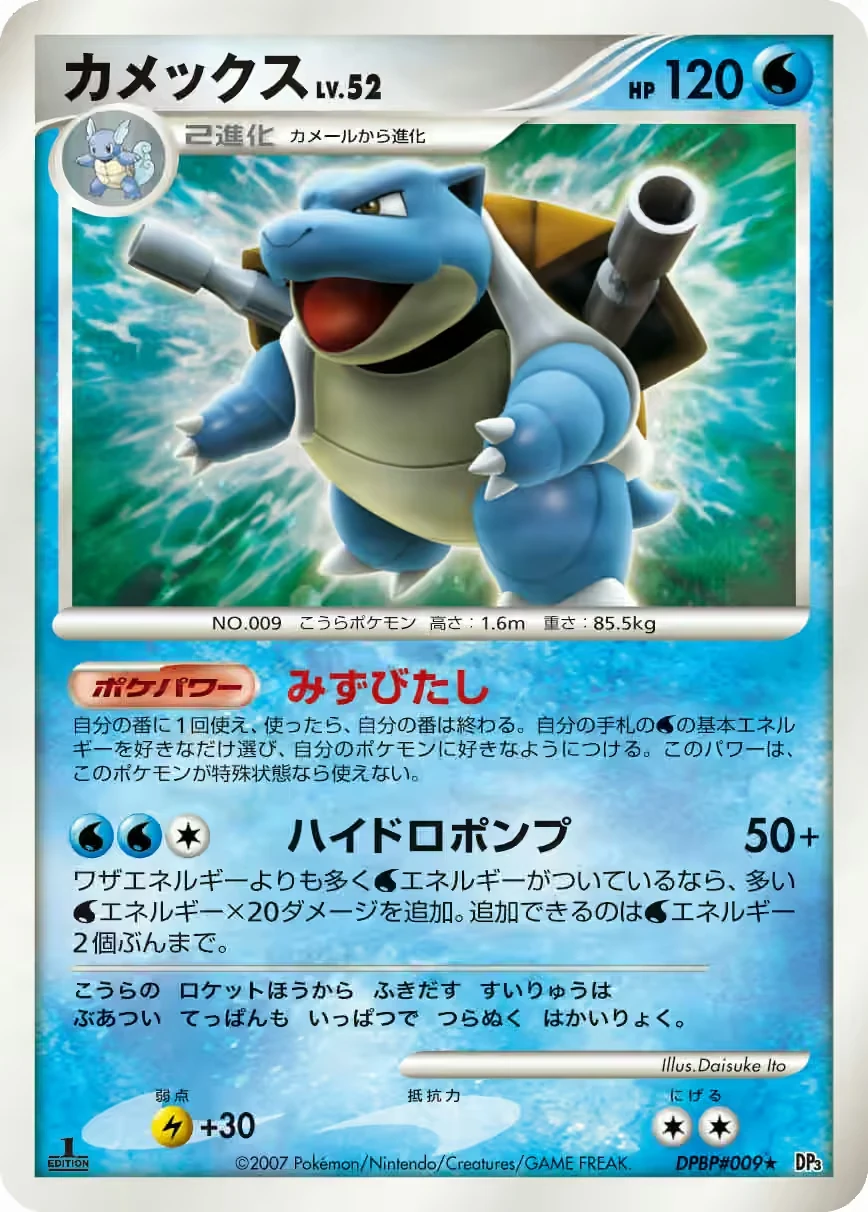 カメックス LV.52 HP 120
2進化 カメールから進化
NO.009 こうらポケモン 高さ：1.6m 重さ：85.5kg
ポケパワー みずびたし
自分の番に1回使え、使ったら、自分の番は終わる。自分の手札のの基本エネル
ギーを好きなだけ選び、自分のポケモンに好きなようにつける。このパワーは、
このポケモンが特殊状態なら使えない。
ハイドロポンプ 50+
ワザエネルギーよりも多くエネルギーがついているなら、多い
エネルギー×20ダメージを追加。追加できるのはエネルギー
2個ぶんまで。
こうらの ロケットほうから ふきだす すいりゅうは
ぶあつい てっぱんも いっぱつで つらぬく はかいりょく。
Illus.Daisuke Ito
弱点 抵抗力 にげる
+30
1 EDITION ©2007 Pokémon/Nintendo/Creatures/GAME FREAK. DPBP#009★ DP3